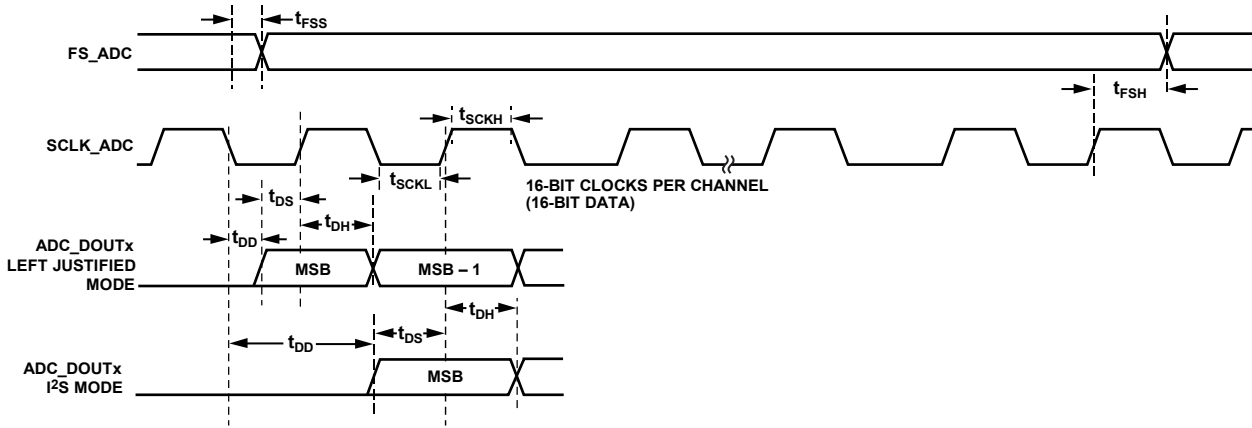 tFSS
FS_ADC
tFSH
tSCKH
SCLK_ADC
tSCKL
16-BIT CLOCKS PER CHANNEL
(16-BIT DATA)
tDS
tDH
tDD
ADC_DOUTx
LEFT JUSTIFIED
MODE
MSB
MSB – 1
tDH
tDS
tDD
ADC_DOUTx
I²S MODE
MSB